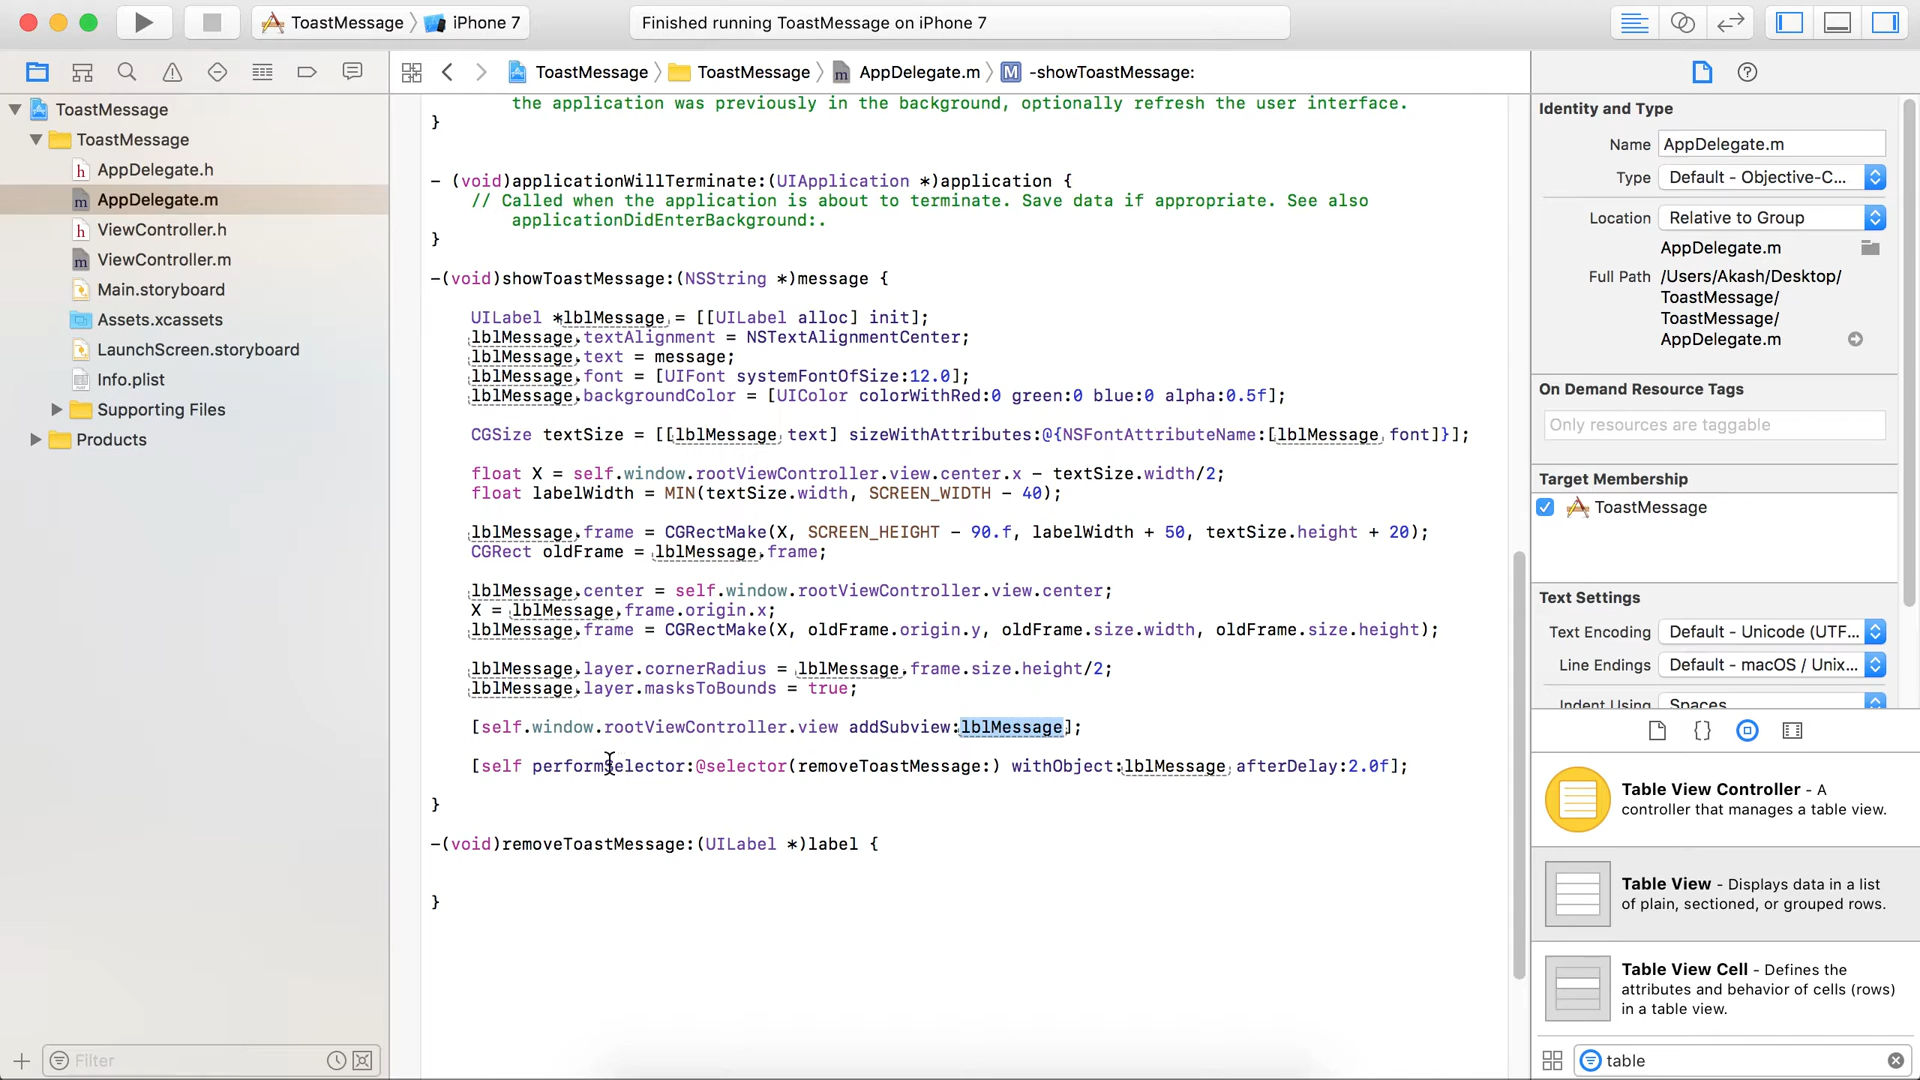 ToastMessage
iPhone 7
Finished running ToastMessage on iPhone 7
ToastMessage
ToastMessage
AppDelegate.m
M
-showToastMessage:
ToastMessage
ToastMessage
h AppDelegate.h
m AppDelegate.m
h ViewController.h
m ViewController.m
Main.storyboard
Assets.xcassets
LaunchScreen.storyboard
Info.plist
Supporting Files
Products
Filter
the application was previously in the background, optionally refresh the user interface.
}
- (void)applicationWillTerminate:(UIApplication *)application {
// Called when the application is about to terminate. Save data if appropriate. See also
applicationDidEnterBackground:.
}
-(void)showToastMessage:(NSString *)message {
UILabel *lblMessage = [[UILabel alloc] init];
lblMessage.textAlignment = NSTextAlignmentCenter;
lblMessage.text = message;
lblMessage.font = [UIFont systemFontOfSize:12.0];
lblMessage.backgroundColor = [UIColor colorWithRed:0 green:0 blue:0 alpha:0.5f];
CGSize textSize = [[lblMessage text] sizeWithAttributes:@{NSFontAttributeName:[lblMessage font]}];
float X = self.window.rootViewController.view.center.x - textSize.width/2;
float labelWidth = MIN(textSize.width, SCREEN_WIDTH - 40);
lblMessage.frame = CGRectMake(X, SCREEN_HEIGHT - 90.f, labelWidth + 50, textSize.height + 20);
CGRect oldFrame = lblMessage.frame;
lblMessage.center = self.window.rootViewController.view.center;
X = lblMessage.frame.origin.x;
lblMessage.frame = CGRectMake(X, oldFrame.origin.y, oldFrame.size.width, oldFrame.size.height);
lblMessage.layer.cornerRadius = lblMessage.frame.size.height/2;
lblMessage.layer.masksToBounds = true;
[self.window.rootViewController.view addSubview:lblMessage];
[self performSelector:@selector(removeToastMessage:) withObject:lblMessage afterDelay:2.0f];
}
-(void)removeToastMessage:(UILabel *)label {
}
Identity and Type
Name AppDelegate.m
Type Default - Objective-C...
Location Relative to Group
AppDelegate.m
Full Path /Users/Akash/Desktop/
ToastMessage/
ToastMessage/
AppDelegate.m
On Demand Resource Tags
Only resources are taggable
Target Membership
ToastMessage
Text Settings
Text Encoding Default - Unicode (UTF...
Line Endings Default - macOS / Unix...
Indent Using Spaces
Table View Controller - A
controller that manages a table view.
Table View - Displays data in a list
of plain, sectioned, or grouped rows.
Table View Cell - Defines the
attributes and behavior of cells (rows)
in a table view.
table